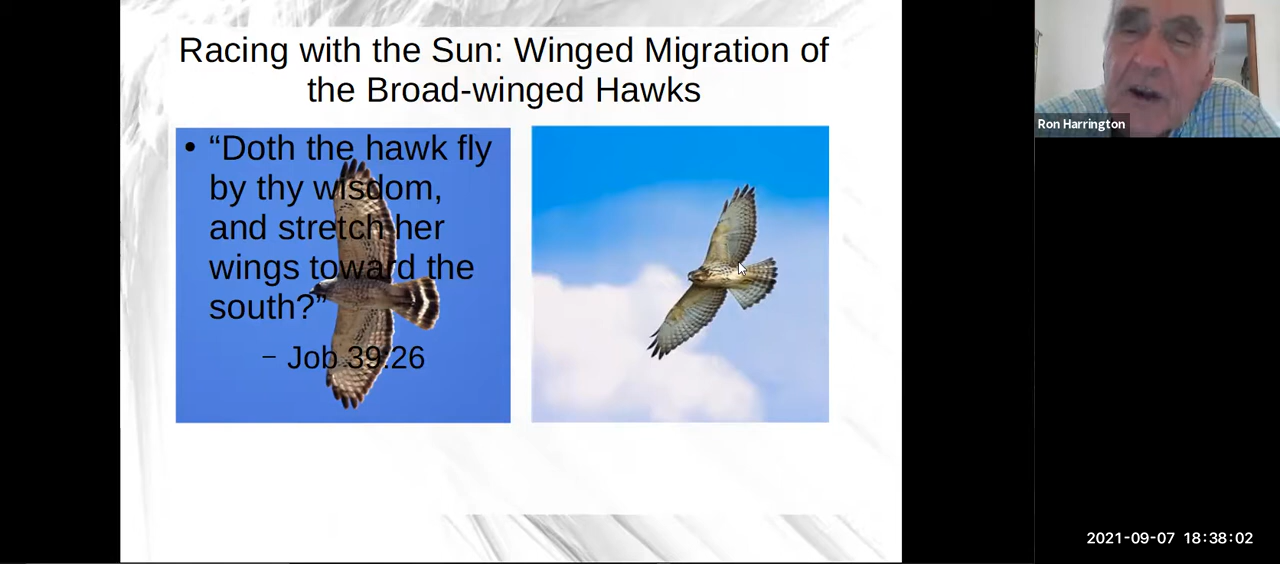 Racing with the Sun: Winged Migration of
the Broad-winged Hawks
• “Doth the hawk fly
by thy wisdom,
and stretch her
wings toward the
south?”
– Job 39:26
Ron Harrington
2021-09-07 18:38:02